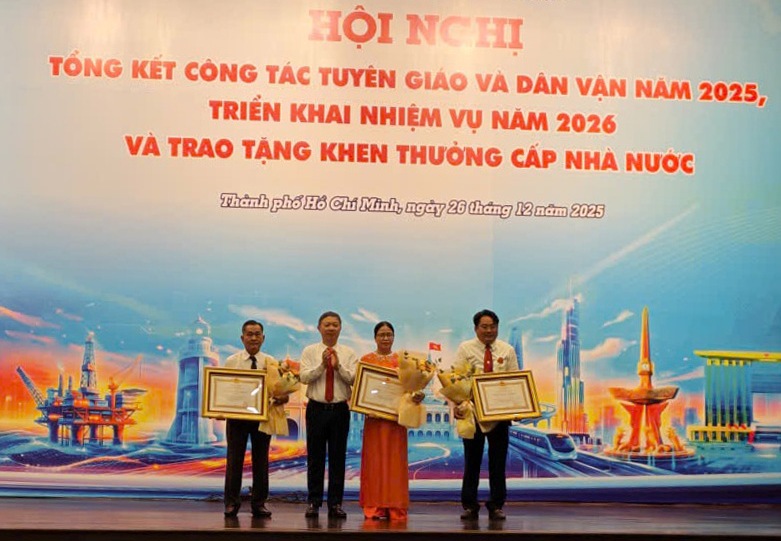 HỘI NGHỊ
TỔNG KẾT CÔNG TÁC TUYÊN GIÁO VÀ DÂN VẬN NĂM 2025,
TRIỂN KHAI NHIỆM VỤ NĂM 2026
VÀ TRAO TẶNG KHEN THƯỞNG CẤP NHÀ NƯỚC
Thành phố Hồ Chí Minh, ngày 26 tháng 12 năm 2025